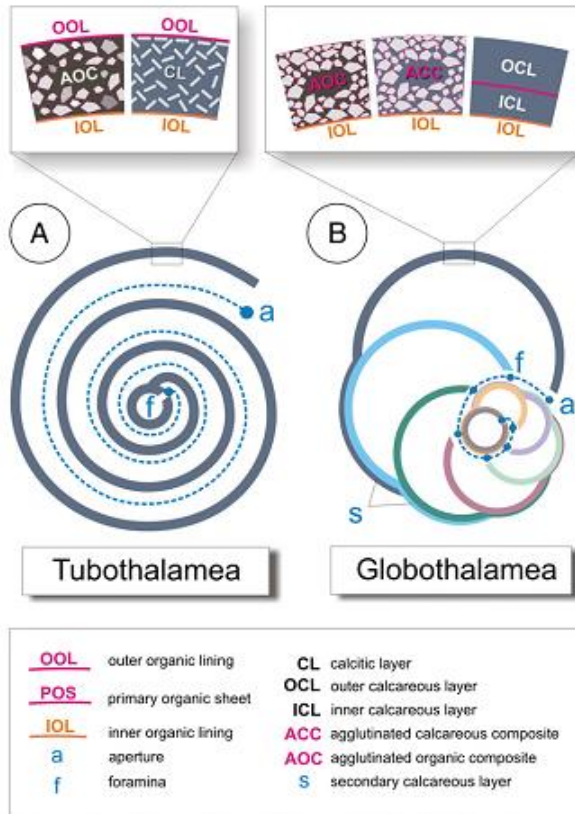 OOL
OOL
AOC
CL
IOL
IOL
AOC
ACC
OCL
ICL
IOL
IOL
IOL
A
B
a
f
f
a
s
Tubothalamea
Globothalamea
OOL outer organic lining
POS primary organic sheet
IOL inner organic lining
a aperture
f foramina
CL calcitic layer
OCL outer calcareous layer
ICL inner calcareous layer
ACC agglutinated calcareous composite
AOC agglutinated organic composite
s secondary calcareous layer